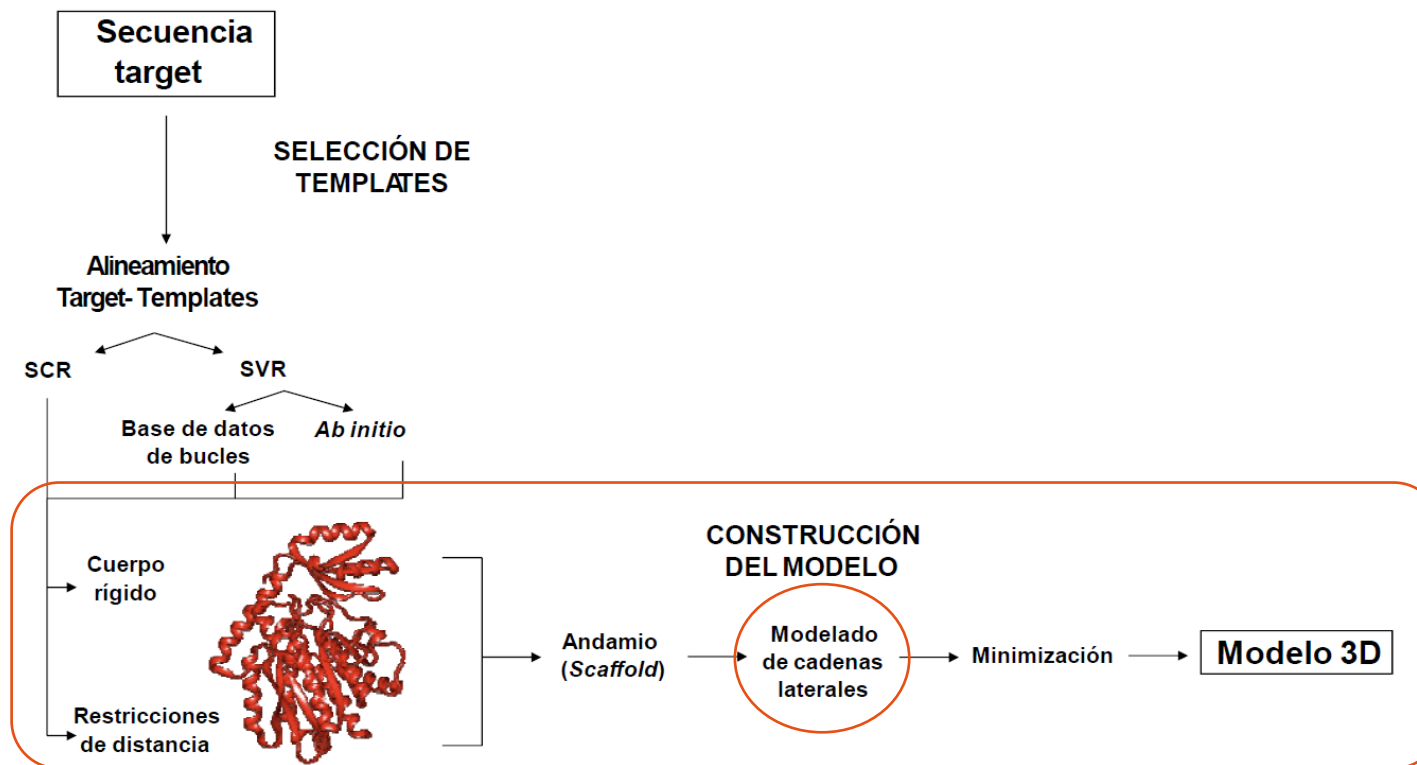 Secuencia
target
SELECCIÓN DE
TEMPLATES
Alineamiento
Target- Templates
SCR
SVR
Base de datos
de bucles
Ab initio
Cuerpo
rígido
Restricciones
de distancia
Andamio
(Scaffold)
CONSTRUCCIÓN
DEL MODELO
Modelado
de cadenas
laterales
Minimización
Modelo 3D